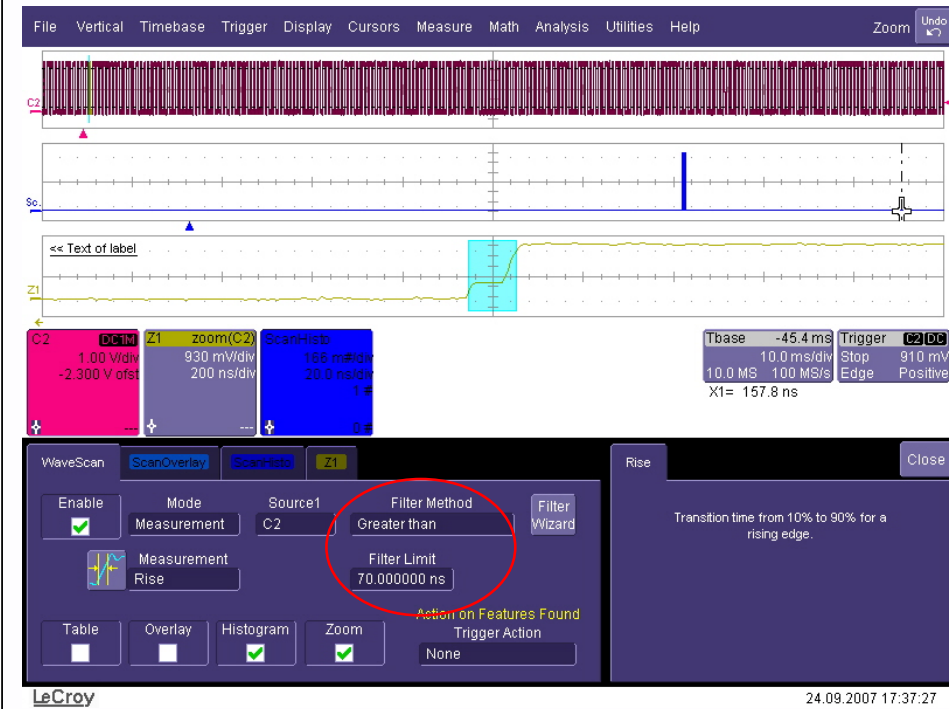 File Vertical Timebase Trigger Display Cursors Measure Math Analysis Utilities Help Zoom Undo
C2
Sc.
<< Text of label
Z1
C2 DC1M
1.00 V/div
-2.300 V ofst
---
Z1 zoom(C2)
930 mV/div
200 ns/div
---
ScanHisto
166 m#/div
20.0 ns/div
1 #
0 #
Tbase -45.4 ms
10.0 ms/div
10.0 MS 100 MS/s
Trigger C2 DC
Stop 910 mV
Edge Positive
X1= 157.8 ns
WaveScan ScanOverlay ScanHisto Z1
Rise
Close
Enable
Mode
Measurement
Source1
C2
Filter Method
Greater than
Filter Wizard
Measurement
Rise
Filter Limit
70.000000 ns
Transition time from 10% to 90% for a
rising edge.
Action on Features Found
Table
Overlay
Histogram
Zoom
Trigger Action
None
LeCroy
24.09.2007 17:37:27